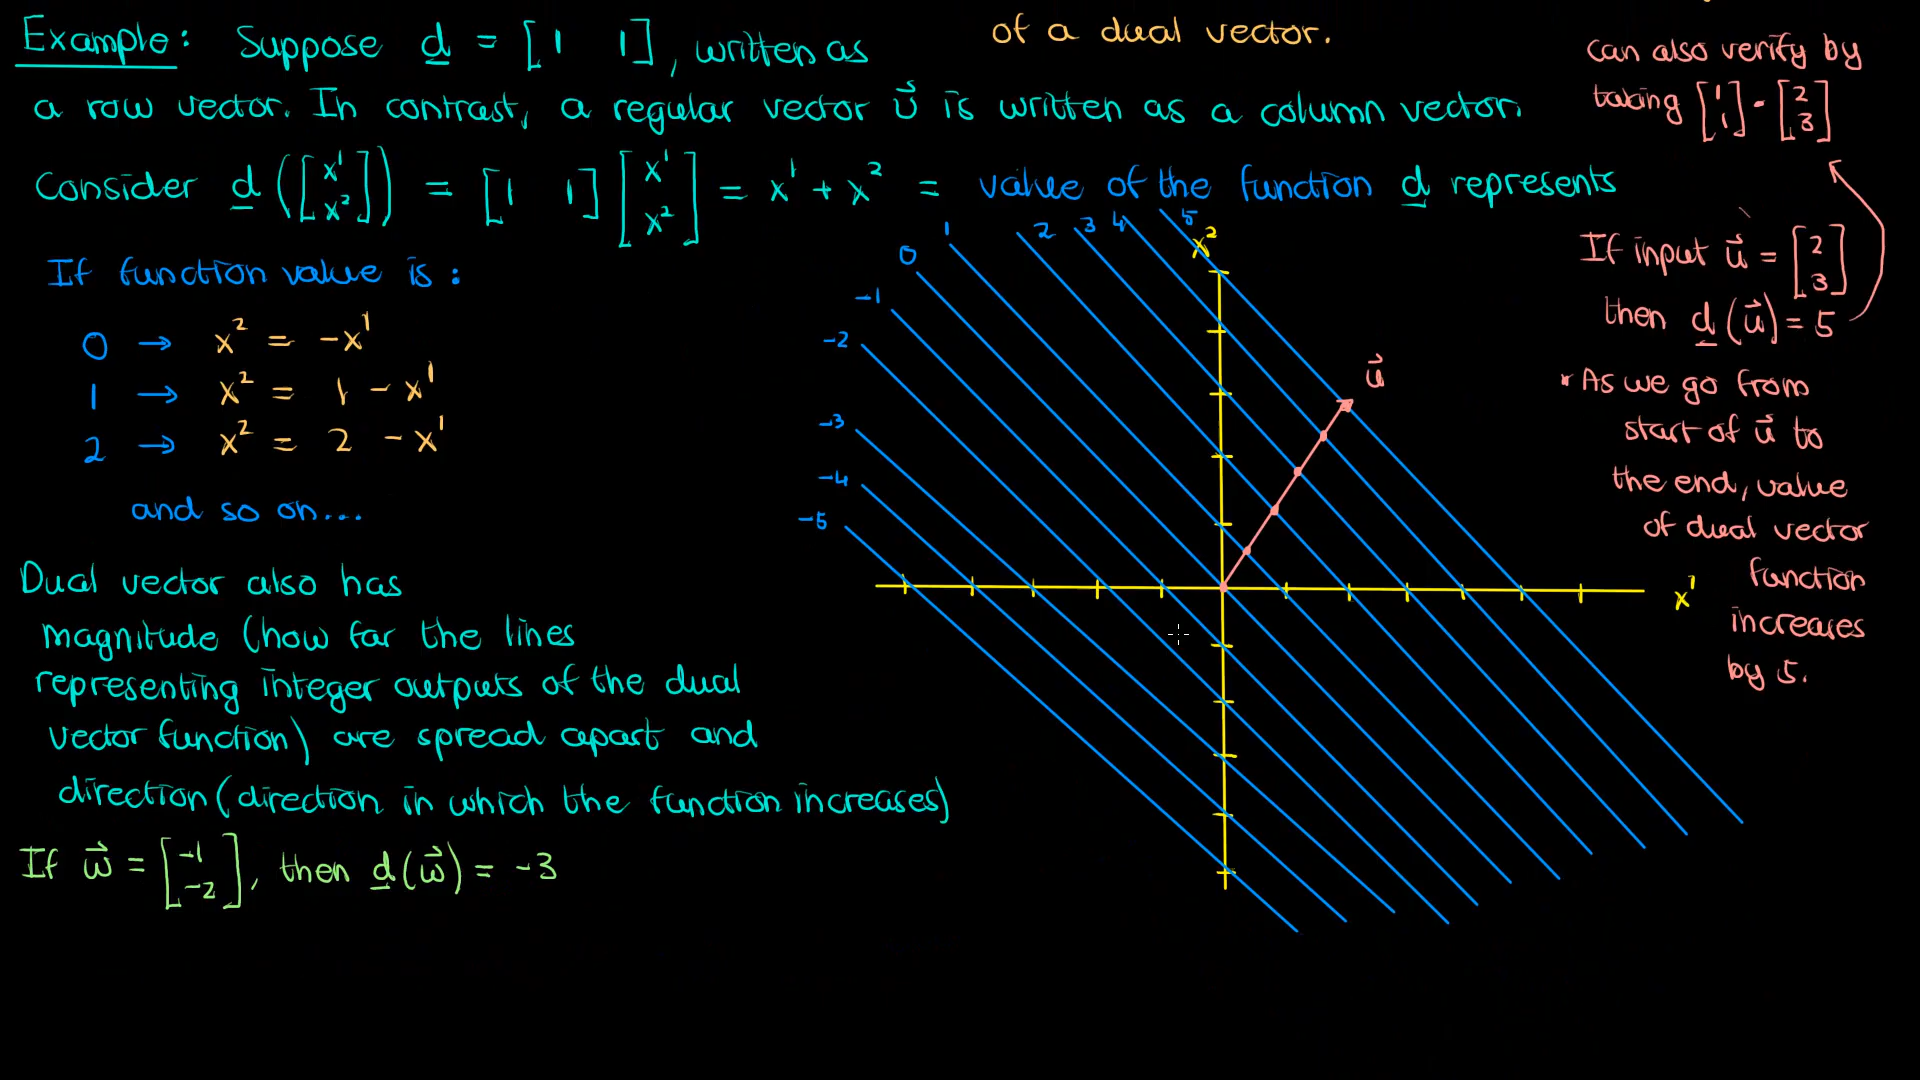 of a dual vector.
Example: Suppose d = [1 1], written as
a row vector. In contrast, a regular vector v⃗ is written as a column vector.
Consider d([x¹ x²]) = [1 1][x¹ x²] = x¹ + x² = value of the function d represents
If function value is:
0 → x² = -x¹
1 → x² = 1 - x¹
2 → x² = 2 - x¹
and so on...
Dual vector also has
magnitude (how far the lines
representing integer outputs of the dual
vector function) are spread apart and
direction (direction in which the function increases)
If w⃗ = [-1 -2], then d(w⃗) = -3
5
4
3
2
1
0
-1
-2
-3
-4
-5
x²
x¹
u⃗
can also verify by
taking [1 1] · [2 3]
If input u⃗ = [2 3]
then d(u⃗) = 5
* As we go from
start of u⃗ to
the end, value
of dual vector
function
increases
by 5.